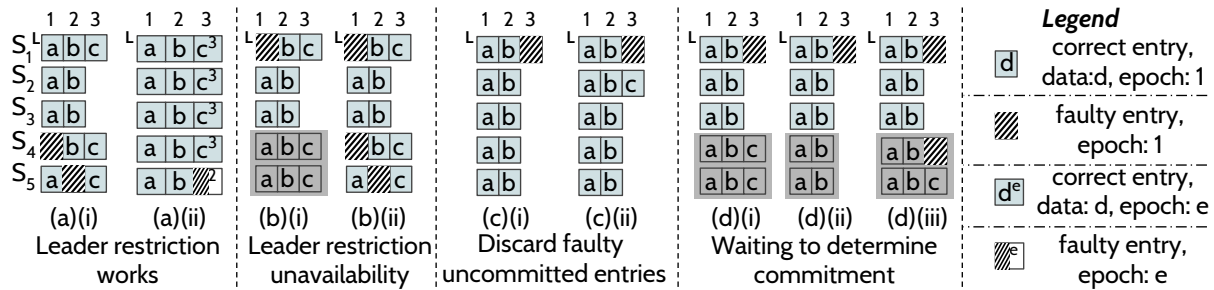 1 2 3 1 2 3 1 2 3 1 2 3 1 2 3 1 2 3 1 2 3 1 2 3 1 2 3 Legend
S1 L a b c L a b c3 L b c L b c L a b L a b L a b L a b L a b d correct entry,
data:d, epoch: 1
S2 a b a b c3 a b a b a b a b c a b a b a b
S3 a b a b c3 a b a b a b a b a b a b a b faulty entry,
epoch: 1
S4 b c a b c3 a b c b c a b a b a b c a b a b
de correct entry,
data: d, epoch: e
S5 a c a b 2 a b c a c a b a b a b c a b a b c
(a)(i) (a)(ii) (b)(i) (b)(ii) (c)(i) (c)(ii) (d)(i) (d)(ii) (d)(iii)
e faulty entry,
epoch: e
Leader restriction
works
Leader restriction
unavailability
Discard faulty
uncommitted entries
Waiting to determine
commitment